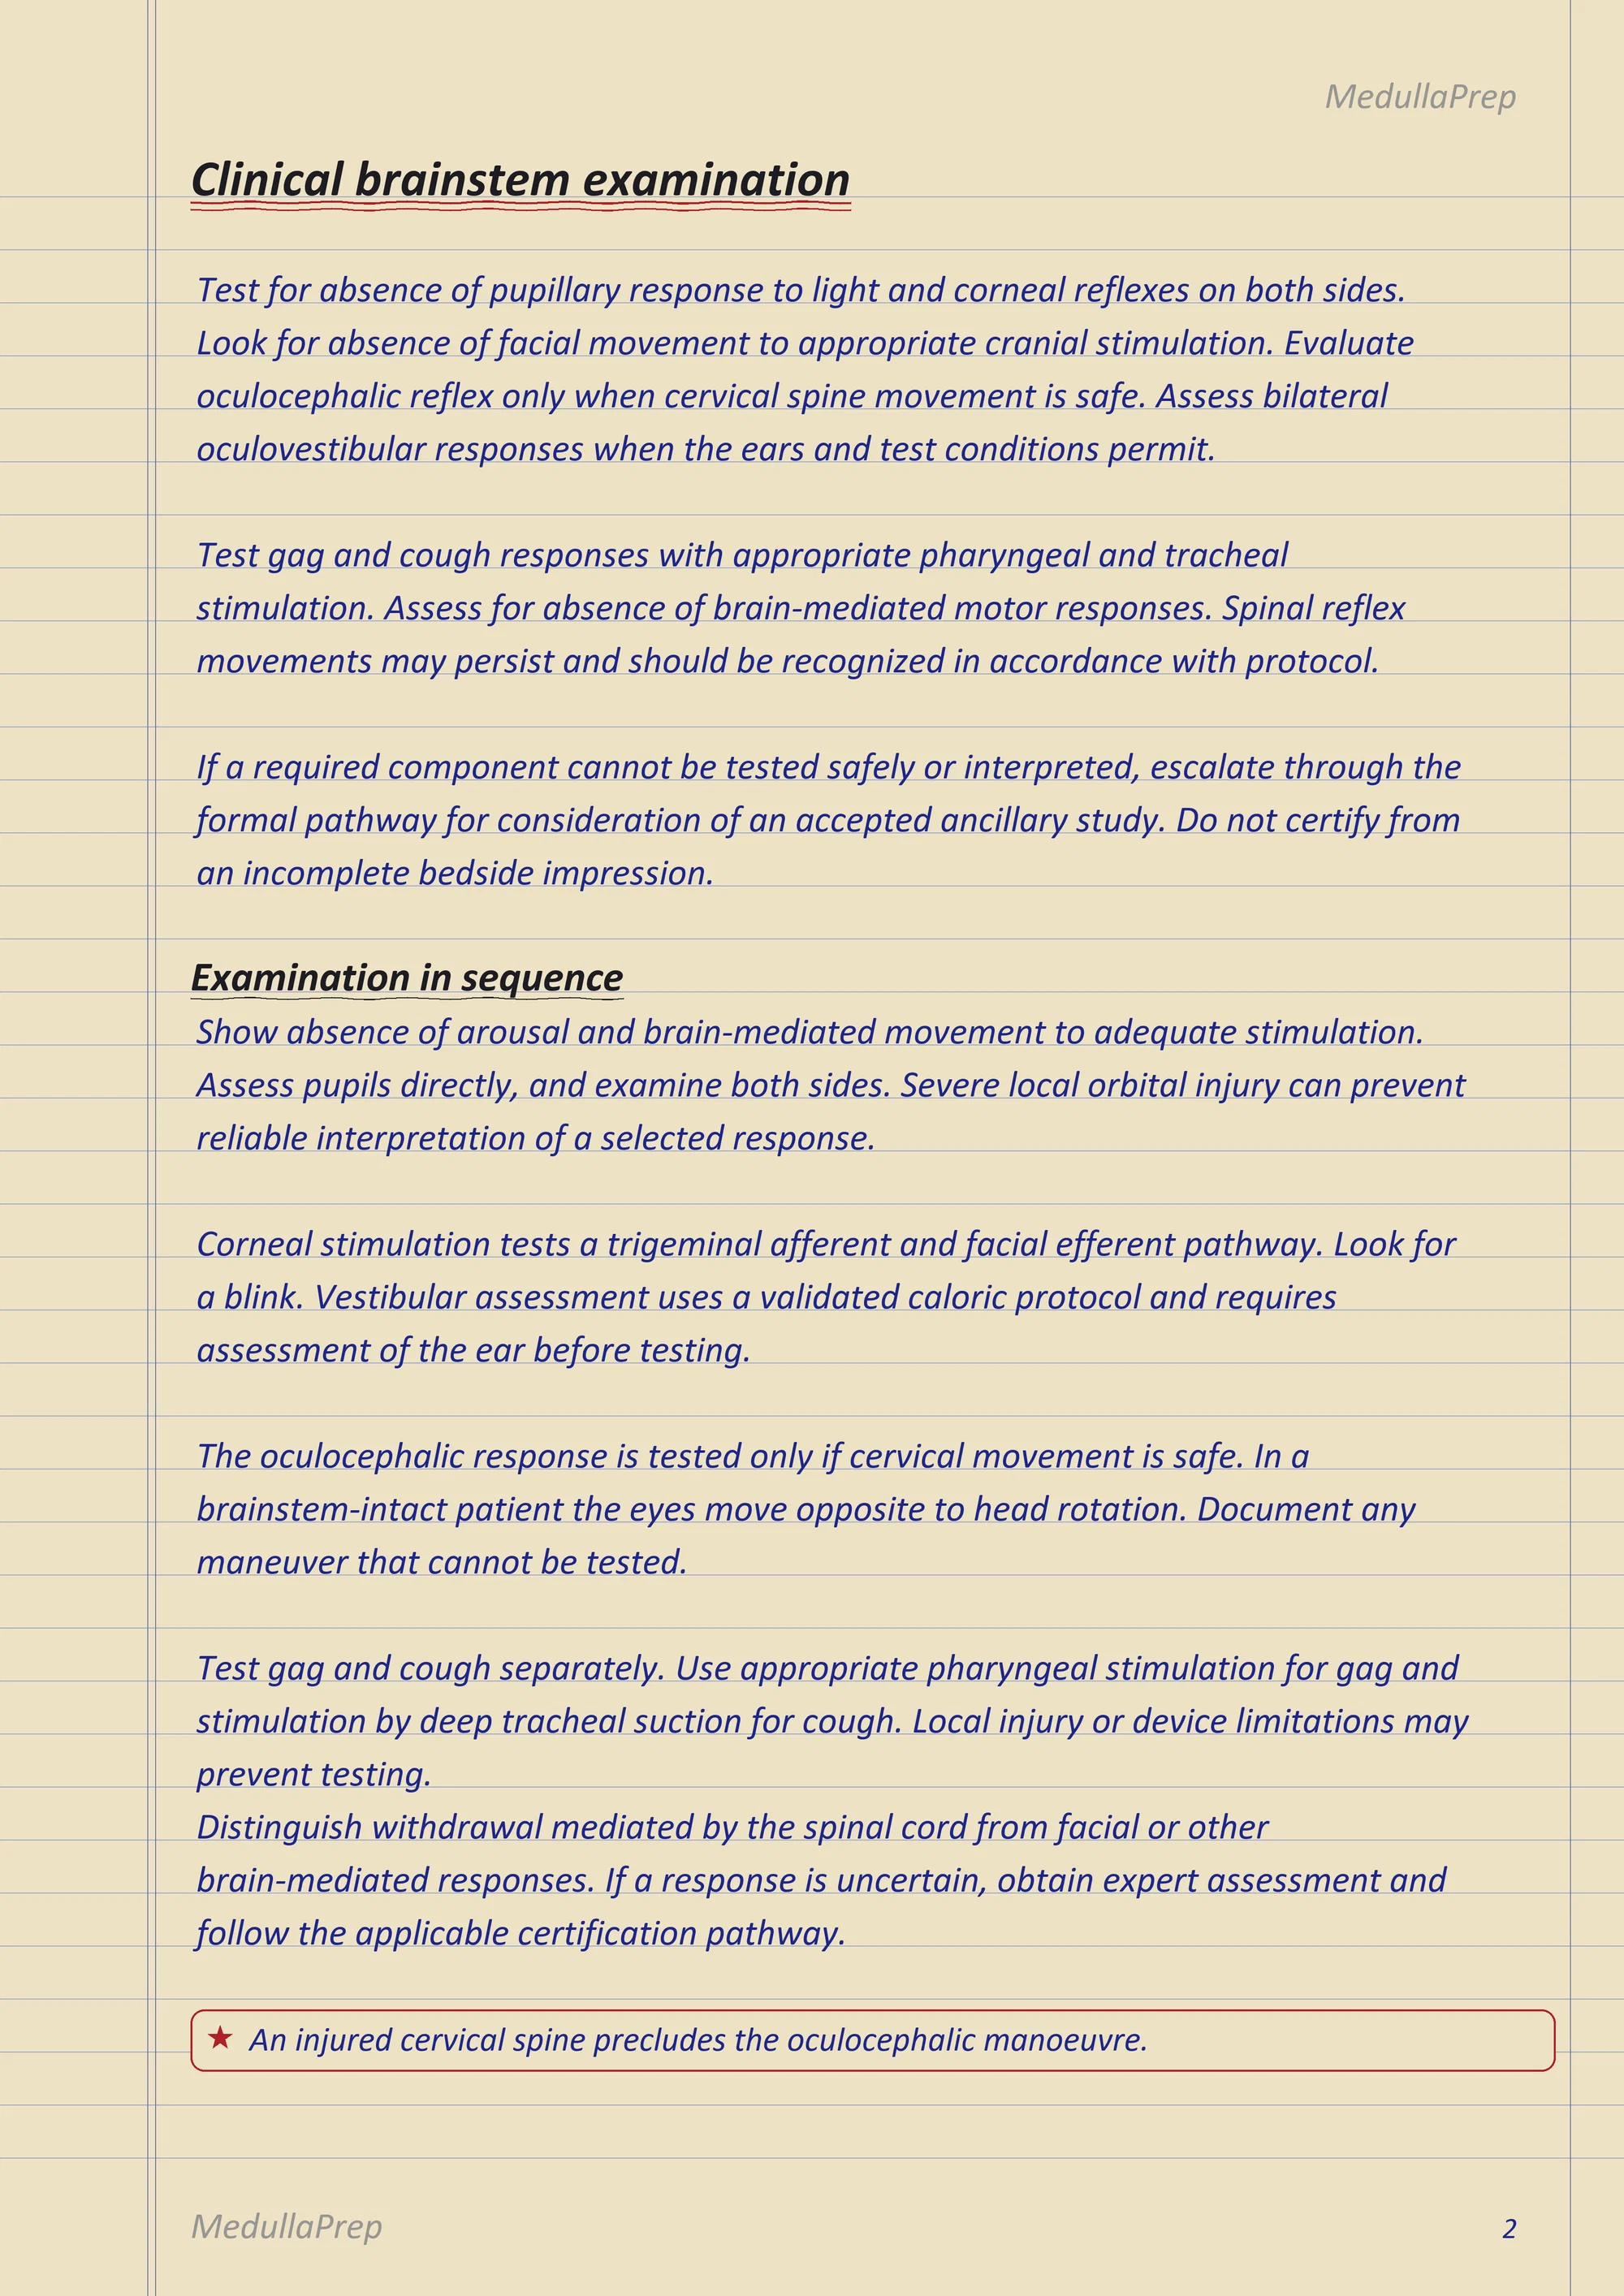 MedullaPrep
Clinical brainstem examination
Test for absence of pupillary response to light and corneal reflexes on both sides.
Look for absence of facial movement to appropriate cranial stimulation. Evaluate
oculocephalic reflex only when cervical spine movement is safe. Assess bilateral
oculovestibular responses when the ears and test conditions permit.
Test gag and cough responses with appropriate pharyngeal and tracheal
stimulation. Assess for absence of brain-mediated motor responses. Spinal reflex
movements may persist and should be recognized in accordance with protocol.
If a required component cannot be tested safely or interpreted, escalate through the
formal pathway for consideration of an accepted ancillary study. Do not certify from
an incomplete bedside impression.
Examination in sequence
Show absence of arousal and brain-mediated movement to adequate stimulation.
Assess pupils directly, and examine both sides. Severe local orbital injury can prevent
reliable interpretation of a selected response.
Corneal stimulation tests a trigeminal afferent and facial efferent pathway. Look for
a blink. Vestibular assessment uses a validated caloric protocol and requires
assessment of the ear before testing.
The oculocephalic response is tested only if cervical movement is safe. In a
brainstem-intact patient the eyes move opposite to head rotation. Document any
maneuver that cannot be tested.
Test gag and cough separately. Use appropriate pharyngeal stimulation for gag and
stimulation by deep tracheal suction for cough. Local injury or device limitations may
prevent testing.
Distinguish withdrawal mediated by the spinal cord from facial or other
brain-mediated responses. If a response is uncertain, obtain expert assessment and
follow the applicable certification pathway.
★ An injured cervical spine precludes the oculocephalic manoeuvre.
MedullaPrep
2